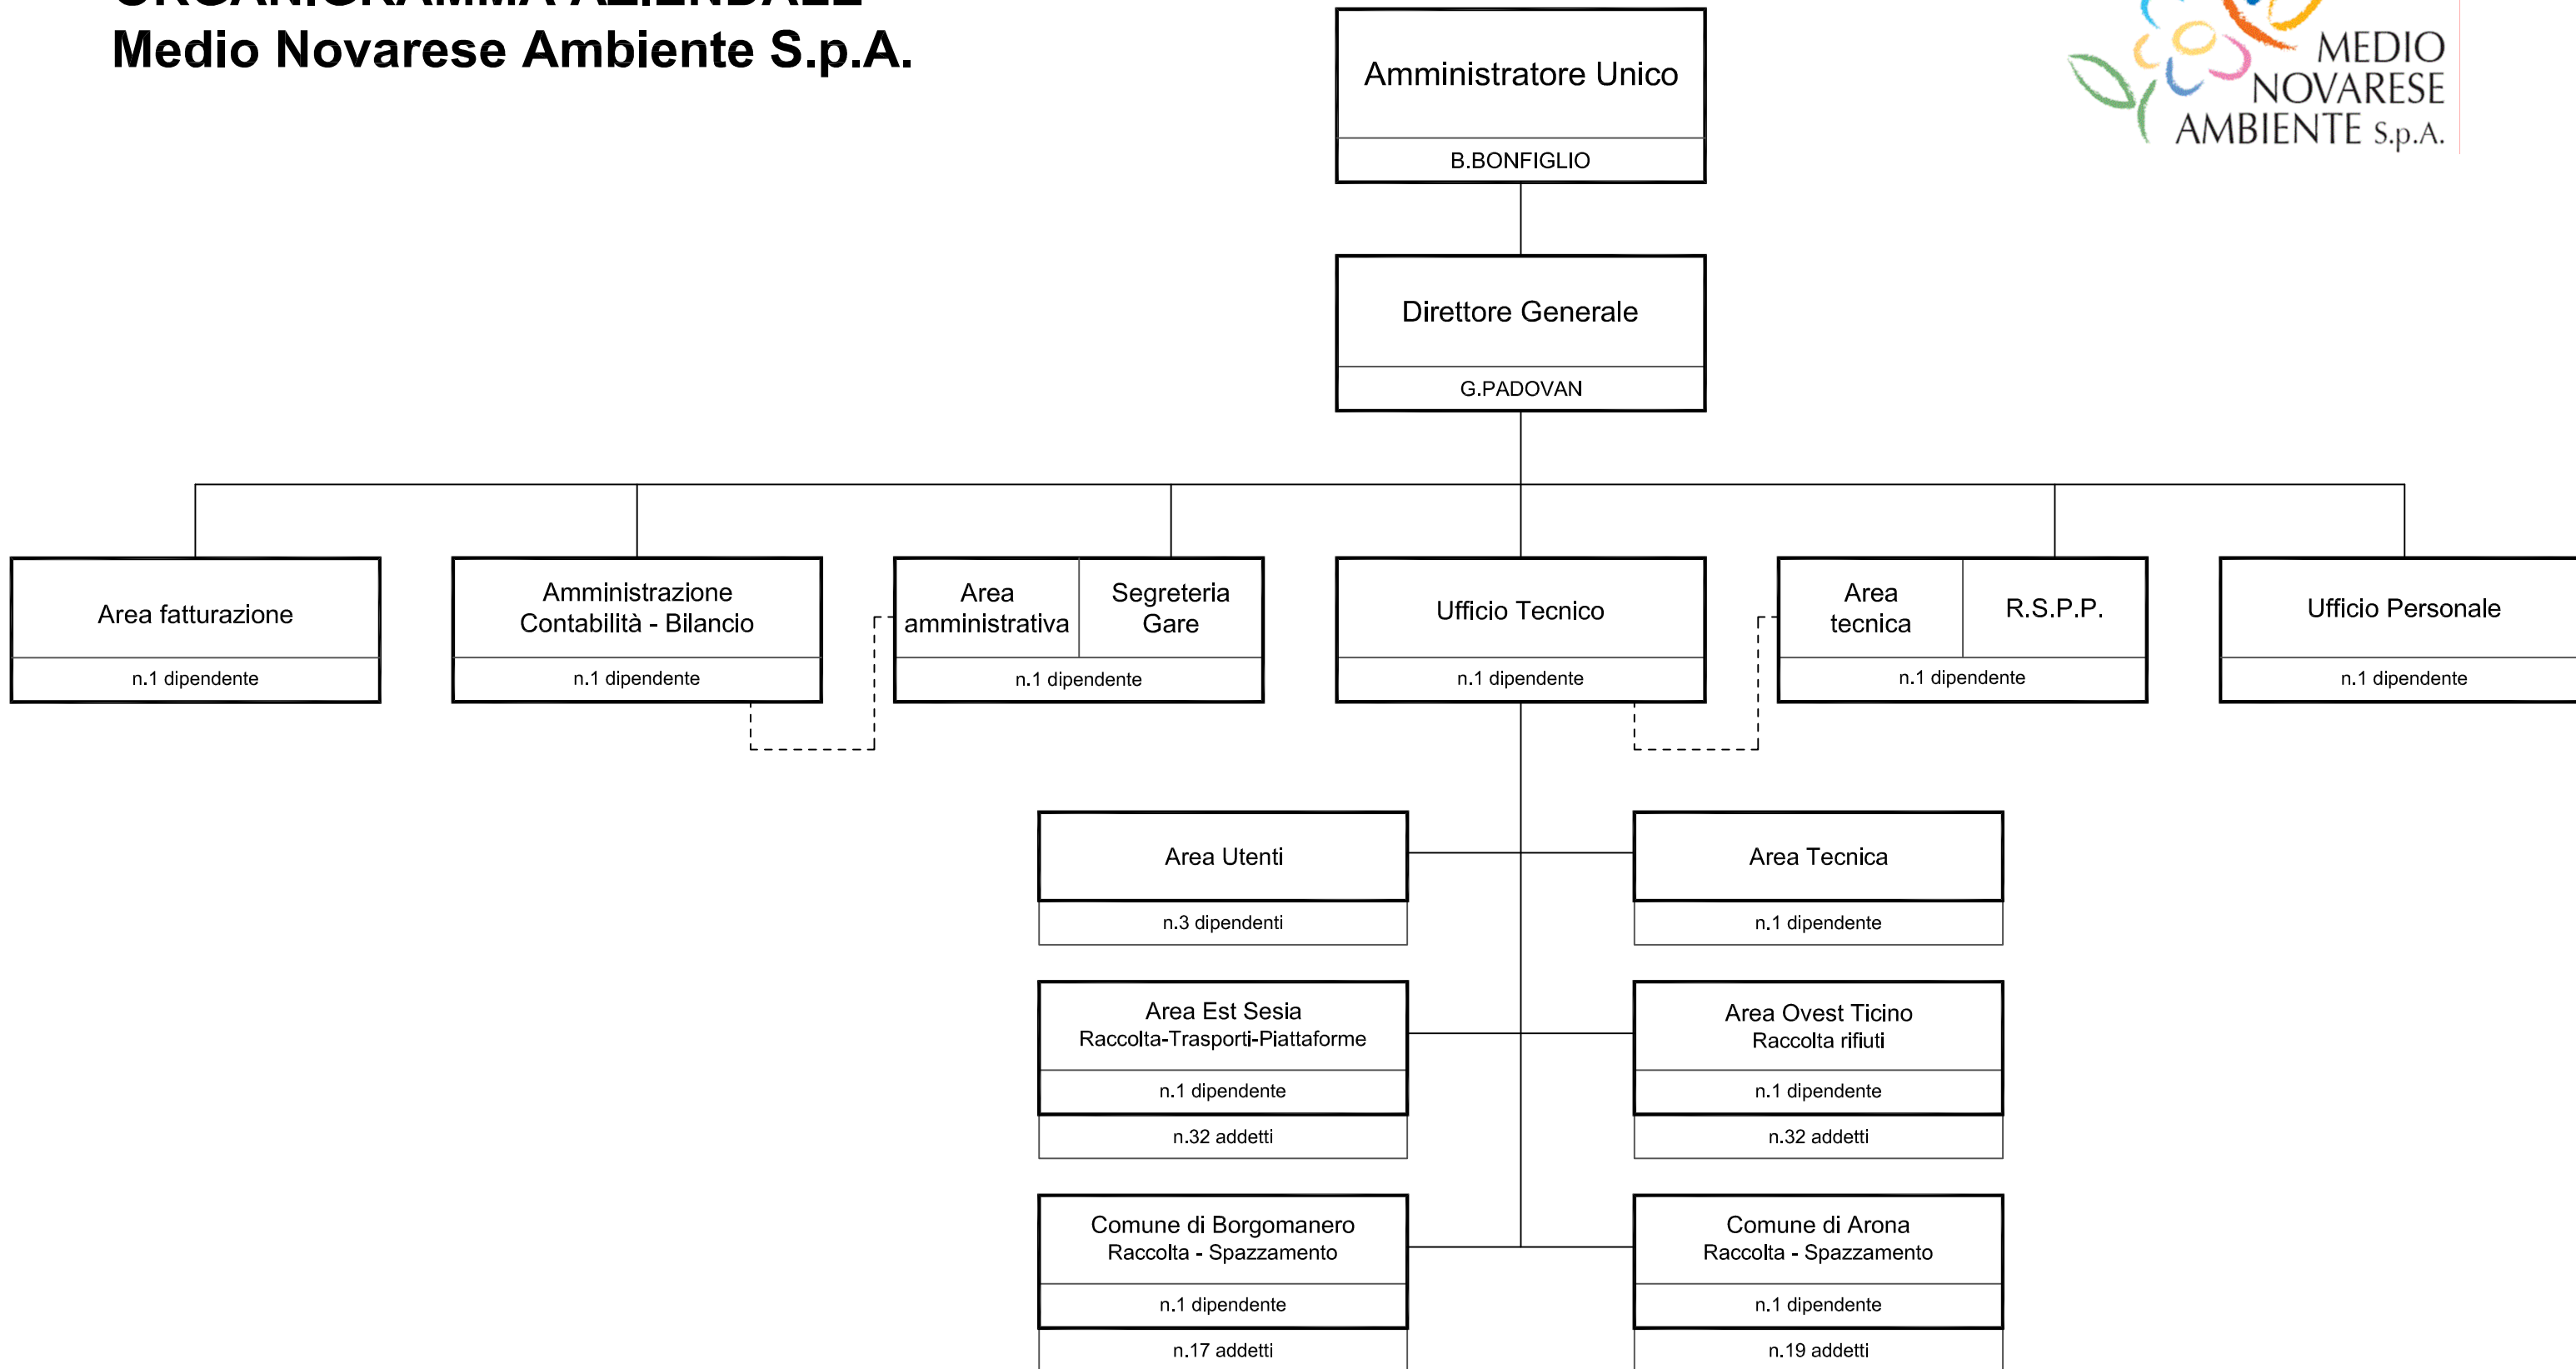 ORGANIGRAMMA AZIENDALE
Medio Novarese Ambiente S.p.A.
MEDIO
NOVARESE
AMBIENTE S.p.A.
Amministratore Unico
B.BONFIGLIO
Direttore Generale
G.PADOVAN
Area fatturazione
n.1 dipendente
Amministrazione
Contabilità - Bilancio
n.1 dipendente
Area
amministrativa
Segreteria
Gare
n.1 dipendente
Ufficio Tecnico
n.1 dipendente
Area
tecnica
R.S.P.P.
n.1 dipendente
Ufficio Personale
n.1 dipendente
Area Utenti
n.3 dipendenti
Area Tecnica
n.1 dipendente
Area Est Sesia
Raccolta-Trasporti-Piattaforme
n.1 dipendente
n.32 addetti
Area Ovest Ticino
Raccolta rifiuti
n.1 dipendente
n.32 addetti
Comune di Borgomanero
Raccolta - Spazzamento
n.1 dipendente
n.17 addetti
Comune di Arona
Raccolta - Spazzamento
n.1 dipendente
n.19 addetti